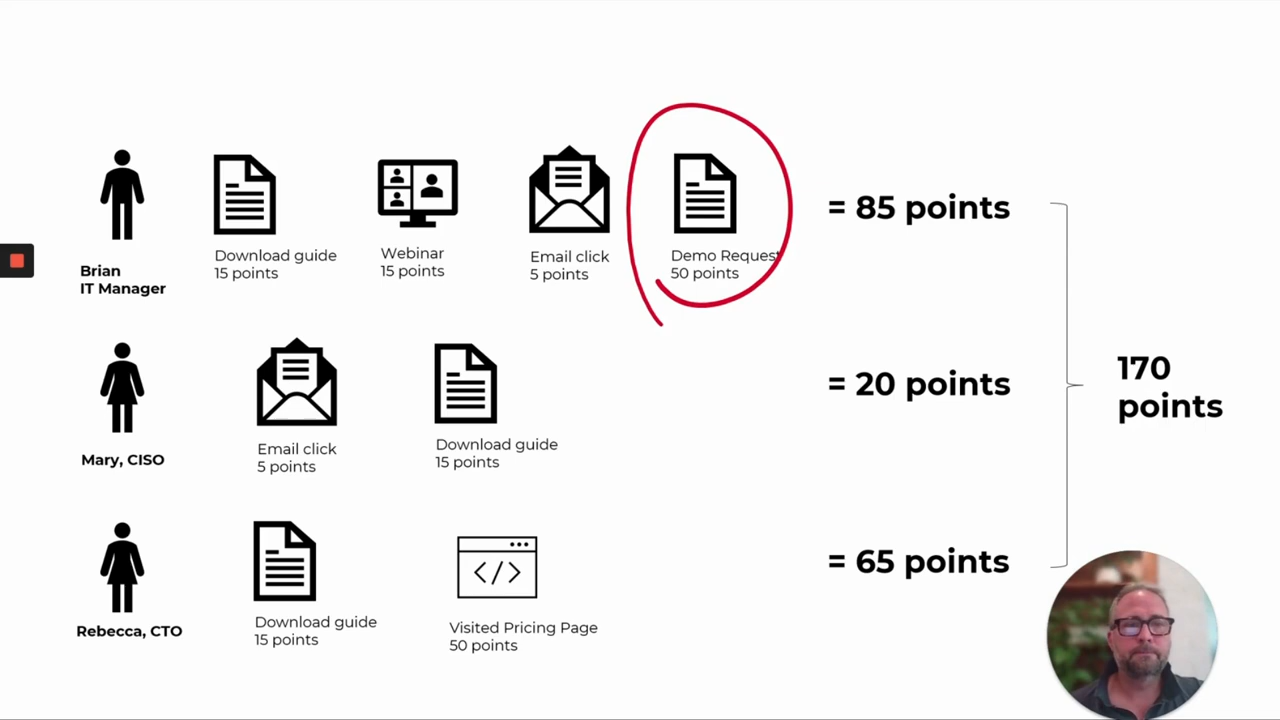 Download guide
15 points
Webinar
15 points
Email click
5 points
Demo Request
50 points
= 85 points
Brian
IT Manager
Email click
5 points
Download guide
15 points
= 20 points
Mary, CISO
170
points
Download guide
15 points
Visited Pricing Page
50 points
= 65 points
Rebecca, CTO